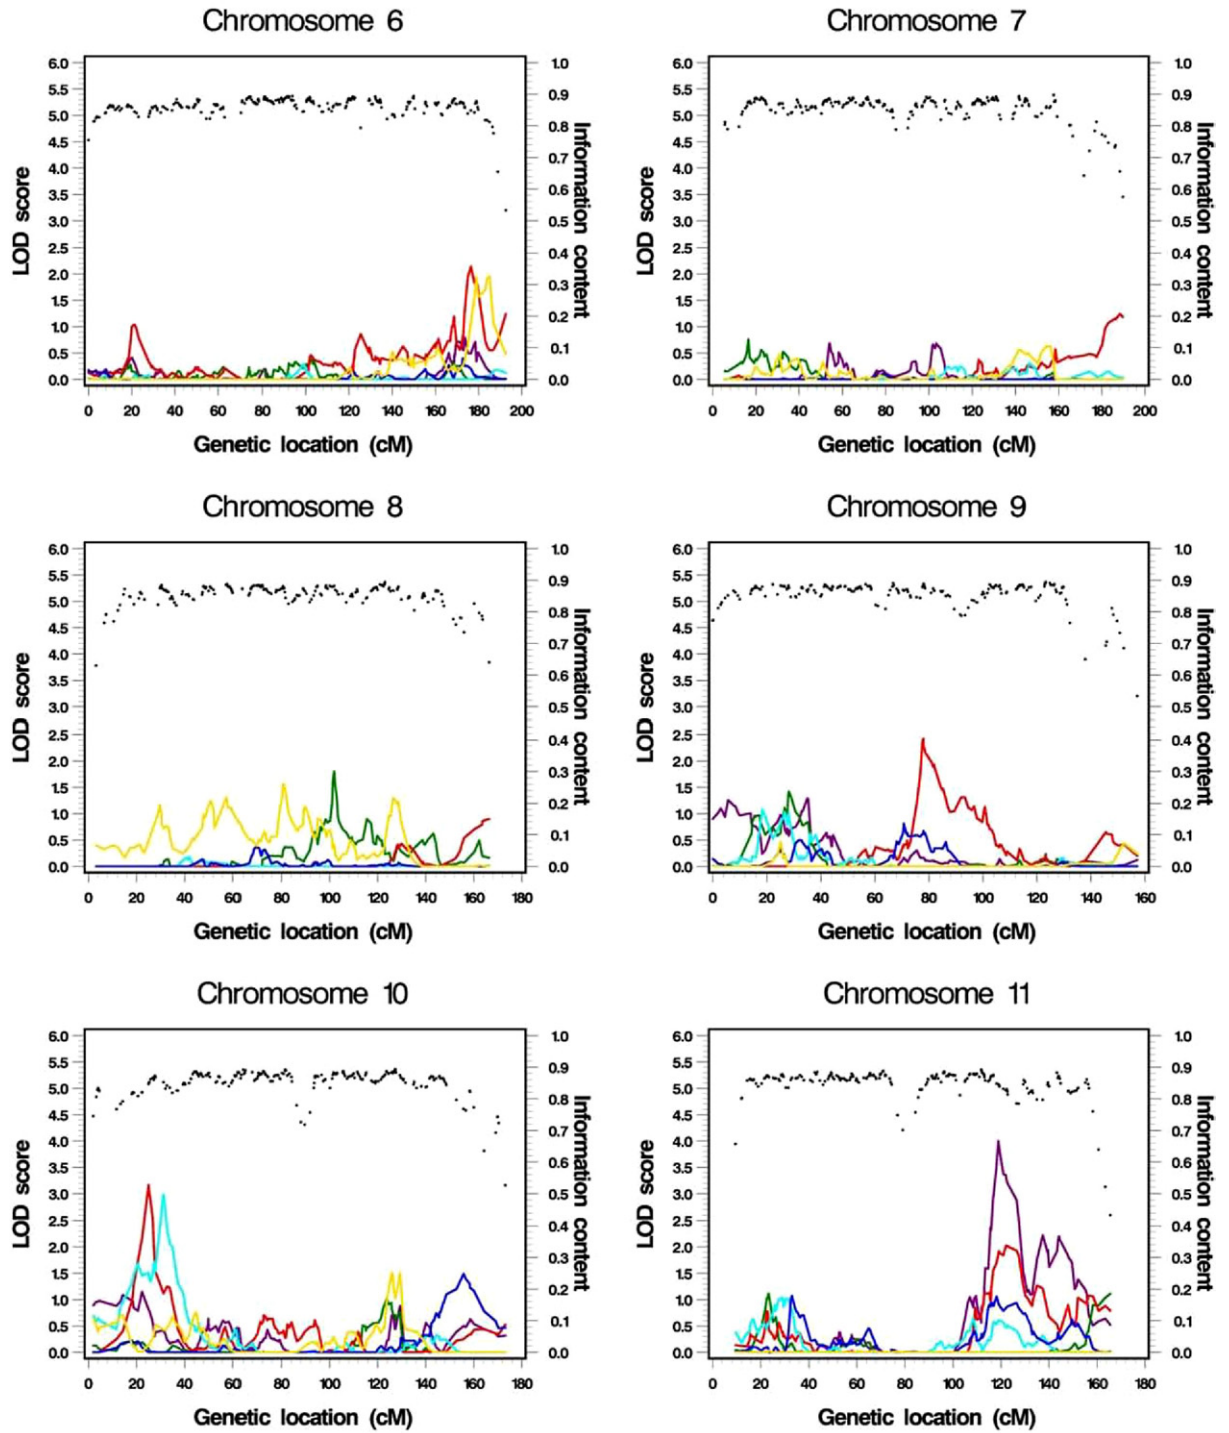 Chromosome 6
6.0 5.5 5.0 4.5 4.0 3.5 3.0 2.5 2.0 1.5 1.0 0.5 0.0
LOD score
1.0 0.9 0.8 0.7 0.6 0.5 0.4 0.3 0.2 0.1 0.0
Information content
0 20 40 60 80 100 120 140 160 180 200
Genetic location (cM)
Chromosome 7
6.0 5.5 5.0 4.5 4.0 3.5 3.0 2.5 2.0 1.5 1.0 0.5 0.0
LOD score
1.0 0.9 0.8 0.7 0.6 0.5 0.4 0.3 0.2 0.1 0.0
Information content
0 20 40 60 80 100 120 140 160 180 200
Genetic location (cM)
Chromosome 8
6.0 5.5 5.0 4.5 4.0 3.5 3.0 2.5 2.0 1.5 1.0 0.5 0.0
LOD score
1.0 0.9 0.8 0.7 0.6 0.5 0.4 0.3 0.2 0.1 0.0
Information content
0 20 40 60 80 100 120 140 160 180
Genetic location (cM)
Chromosome 9
6.0 5.5 5.0 4.5 4.0 3.5 3.0 2.5 2.0 1.5 1.0 0.5 0.0
LOD score
1.0 0.9 0.8 0.7 0.6 0.5 0.4 0.3 0.2 0.1 0.0
Information content
0 20 40 60 80 100 120 140 160
Genetic location (cM)
Chromosome 10
6.0 5.5 5.0 4.5 4.0 3.5 3.0 2.5 2.0 1.5 1.0 0.5 0.0
LOD score
1.0 0.9 0.8 0.7 0.6 0.5 0.4 0.3 0.2 0.1 0.0
Information content
0 20 40 60 80 100 120 140 160 180
Genetic location (cM)
Chromosome 11
6.0 5.5 5.0 4.5 4.0 3.5 3.0 2.5 2.0 1.5 1.0 0.5 0.0
LOD score
1.0 0.9 0.8 0.7 0.6 0.5 0.4 0.3 0.2 0.1 0.0
Information content
0 20 40 60 80 100 120 140 160 180
Genetic location (cM)